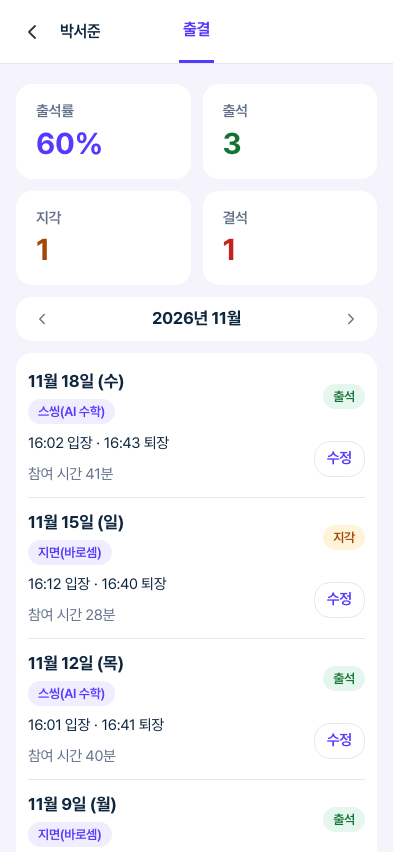 박서준
출결
출석률
60%
출석
3
지각
1
결석
1
2026년 11월
11월 18일 (수)
출석
스씽(AI 수학)
16:02 입장 · 16:43 퇴장
수정
참여 시간 41분
11월 15일 (일)
지각
지면(바로셈)
16:12 입장 · 16:40 퇴장
수정
참여 시간 28분
11월 12일 (목)
출석
스씽(AI 수학)
16:01 입장 · 16:41 퇴장
수정
참여 시간 40분
11월 9일 (월)
출석
지면(바로셈)